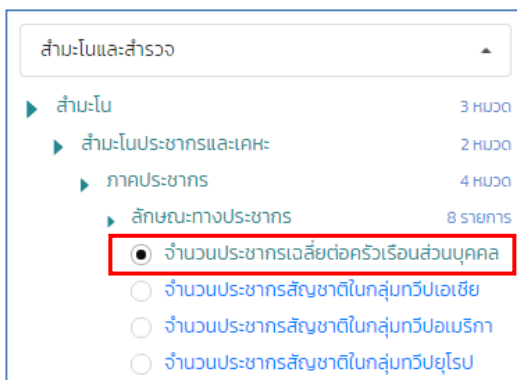 สำมะโนและสำรวจ
สำมะโน 3 หมวด
สำมะโนประชากรและเคหะ 2 หมวด
ภาคประชากร 4 หมวด
ลักษณะทางประชากร 8 รายการ
จำนวนประชากรเฉลี่ยต่อครัวเรือนส่วนบุคคล
จำนวนประชากรสัญชาติในกลุ่มทวีปเอเชีย
จำนวนประชากรสัญชาติในกลุ่มทวีปอเมริกา
จำนวนประชากรสัญชาติในกลุ่มทวีปยุโรป